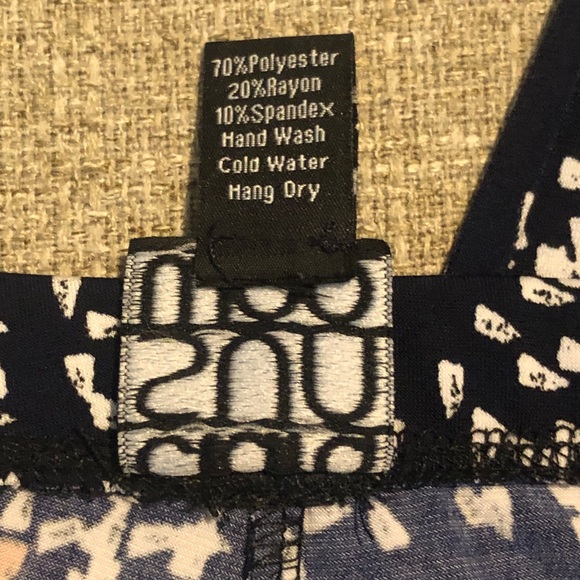 70%Polyester
20%Rayon
10%Spandex
Hand Wash
Cold Water
Hang Dry